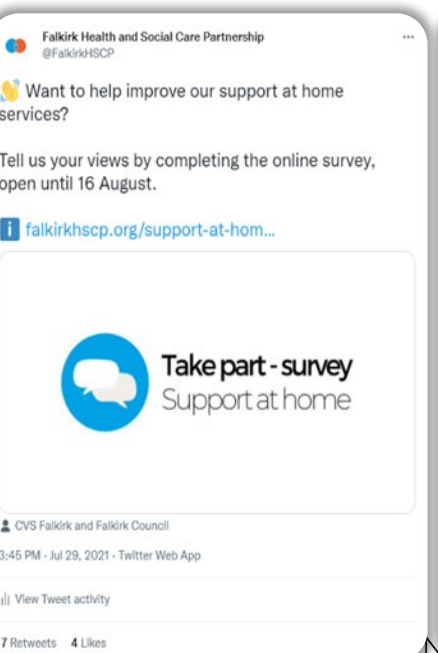 Falkirk Health and Social Care Partnership
@FalkirkHSCP
Want to help improve our support at home
services?
Tell us your views by completing the online survey,
open until 16 August.
falkirkhscp.org/support-at-hom...
Take part - survey
Support at home
CVS Falkirk and Falkirk Council
3:45 PM · Jul 29, 2021 · Twitter Web App
View Tweet activity
7 Retweets 4 Likes